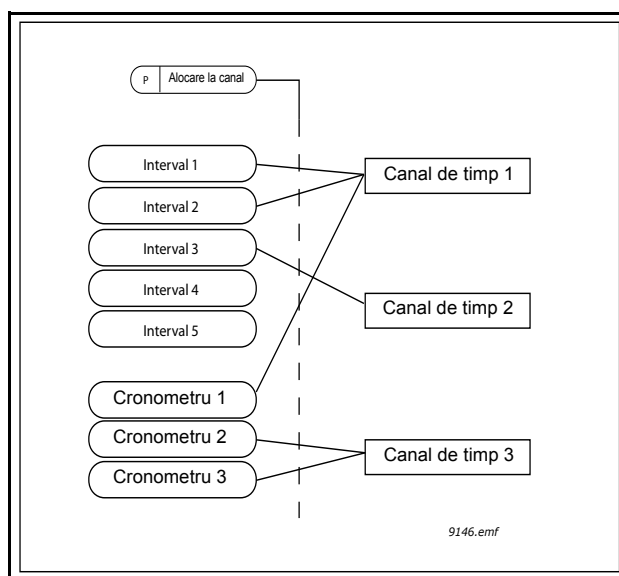 P Alocare la canal
Interval 1
Interval 2
Interval 3
Interval 4
Interval 5
Cronometru 1
Cronometru 2
Cronometru 3
Canal de timp 1
Canal de timp 2
Canal de timp 3
9146.emf